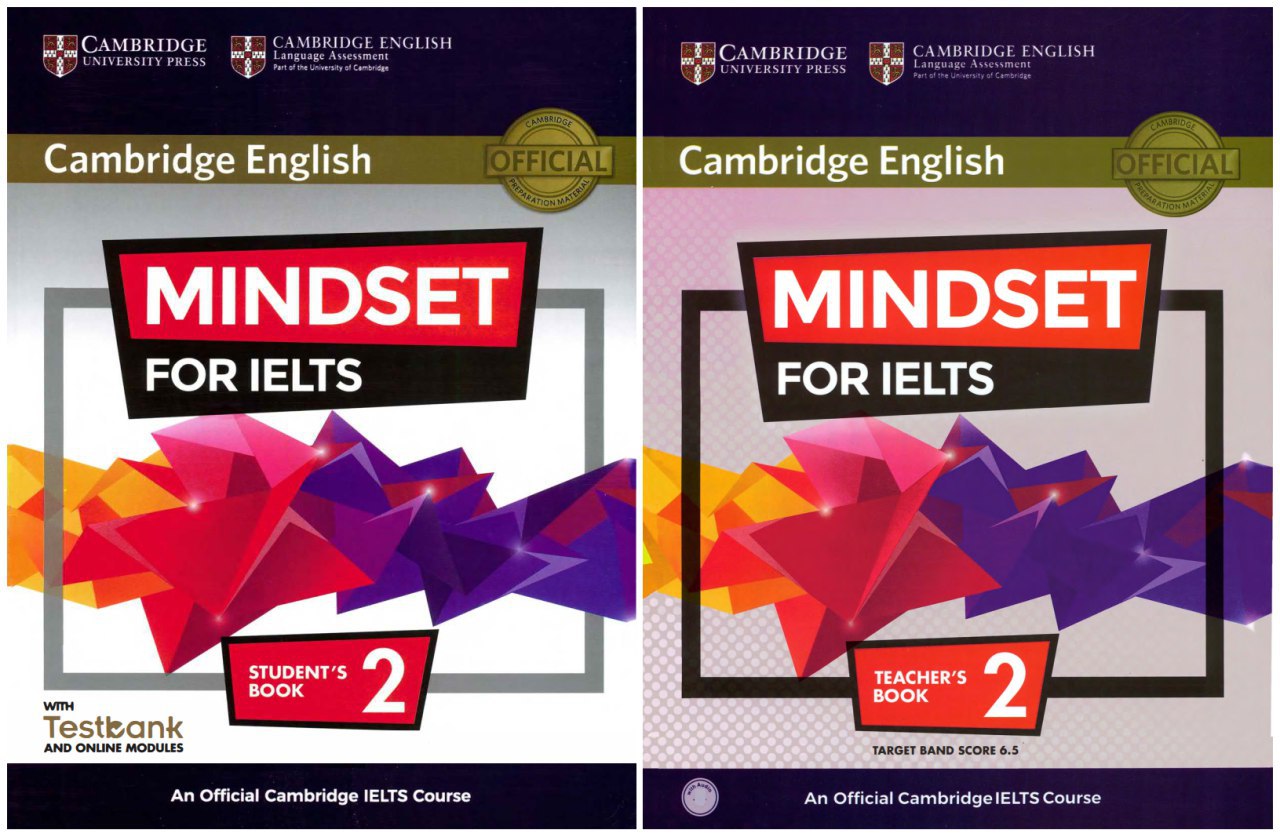 CAMBRIDGE
UNIVERSITY PRESS
CAMBRIDGE ENGLISH
Language Assessment
Part of the University of Cambridge
Cambridge English
CAMBRIDGE
OFFICIAL
PREPARATION MATERIAL
MINDSET
FOR IELTS
STUDENT'S
BOOK
2
WITH
Testbank
AND ONLINE MODULES
An Official Cambridge IELTS Course
CAMBRIDGE
UNIVERSITY PRESS
CAMBRIDGE ENGLISH
Language Assessment
Part of the University of Cambridge
Cambridge English
CAMBRIDGE
OFFICIAL
PREPARATION MATERIAL
MINDSET
FOR IELTS
TEACHER'S
BOOK
2
TARGET BAND SCORE 6.5
with Audio
An Official Cambridge IELTS Course